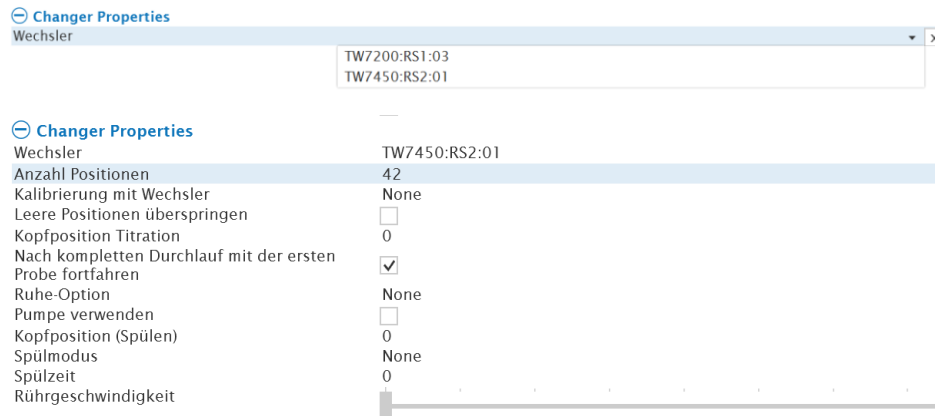 Changer Properties
Wechsler
TW7200:RS1:03
TW7450:RS2:01
Changer Properties
Wechsler TW7450:RS2:01
Anzahl Positionen 42
Kalibrierung mit Wechsler None
Leere Positionen überspringen
Kopfposition Titration 0
Nach kompletten Durchlauf mit der ersten
Probe fortfahren
Ruhe-Option None
Pumpe verwenden
Kopfposition (Spülen) 0
Spülmodus None
Spülzeit 0
Rührgeschwindigkeit